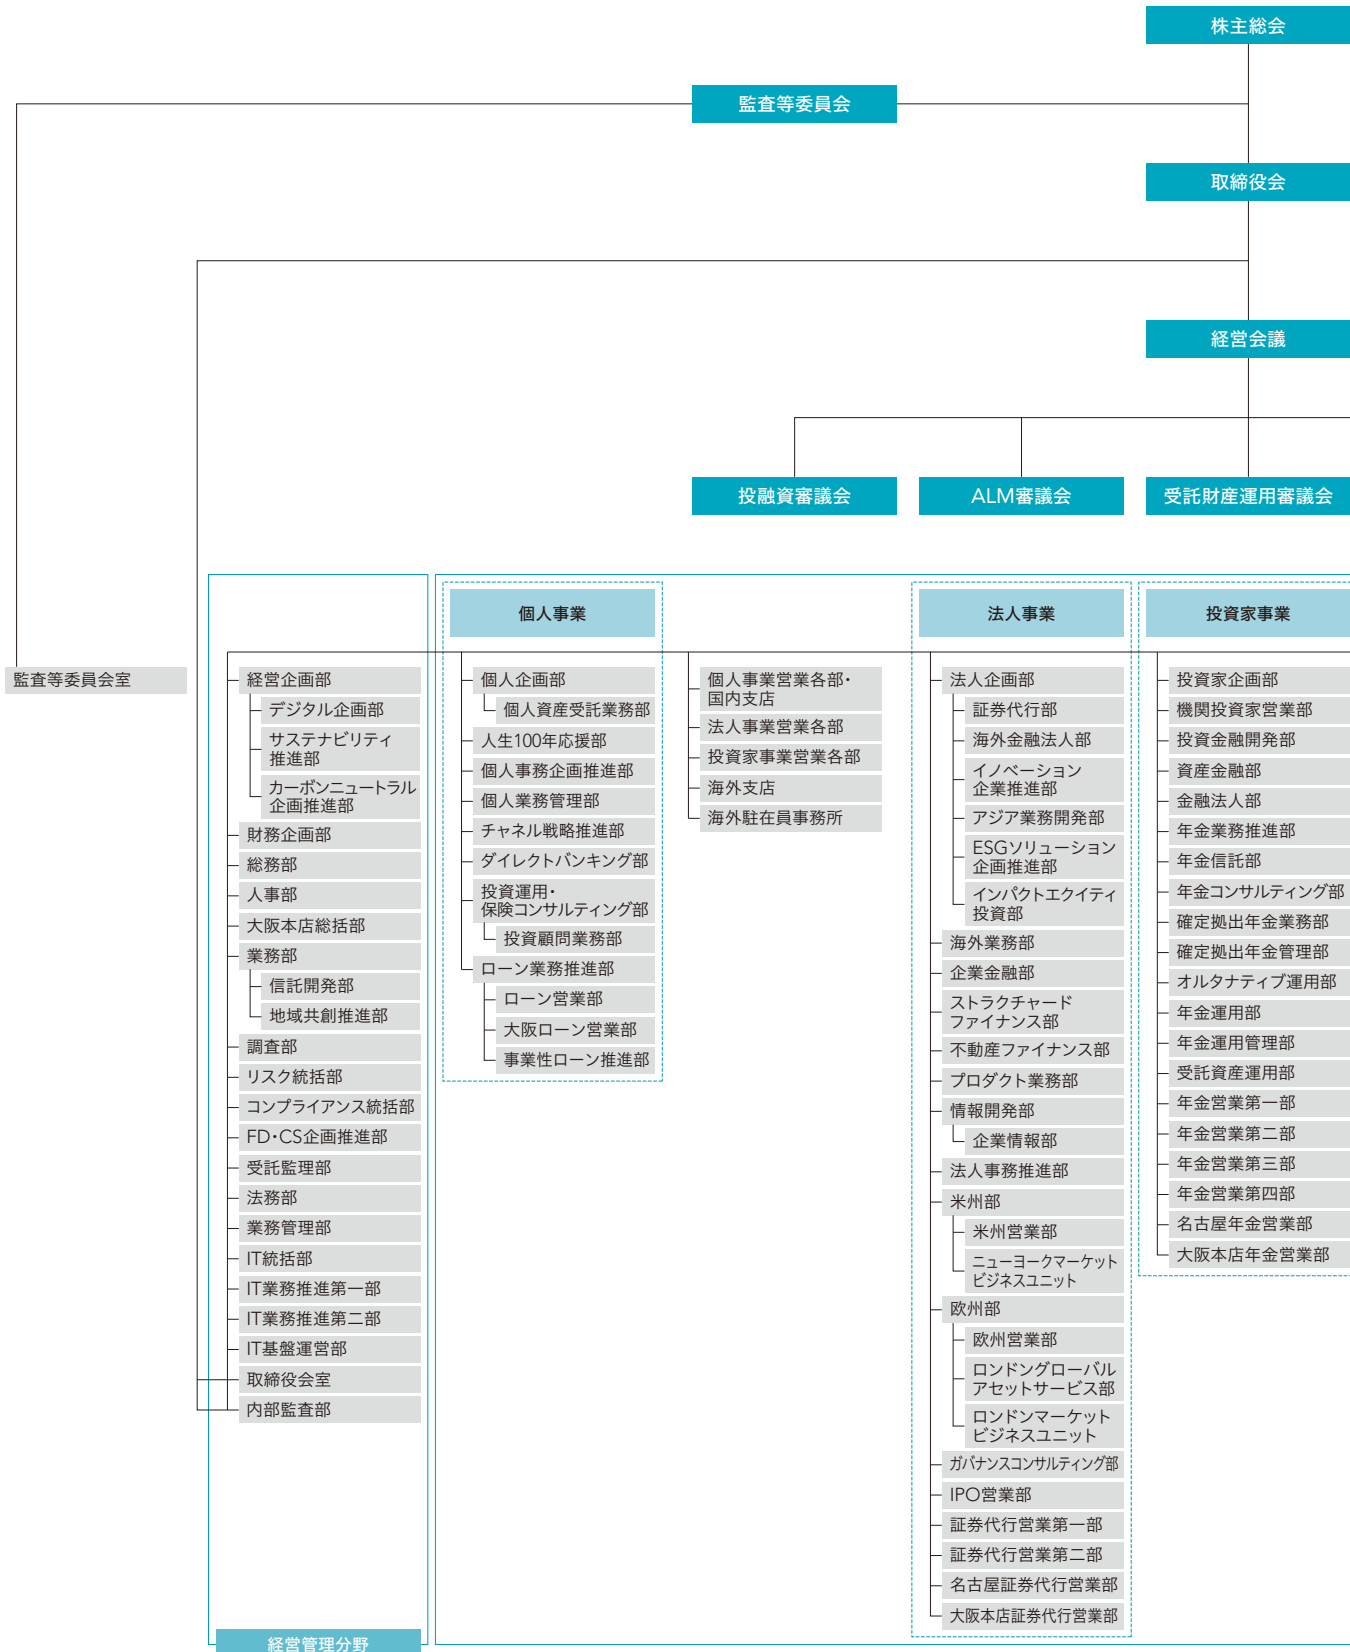 株主総会
監査等委員会
取締役会
経営会議
投融資審議会
ALM審議会
受託財産運用審議会
監査等委員会室
経営企画部
デジタル企画部
サステナビリティ
推進部
カーボンニュートラル
企画推進部
財務企画部
総務部
人事部
大阪本店総括部
業務部
信託開発部
地域共創推進部
調査部
リスク統括部
コンプライアンス統括部
FD・CS企画推進部
受託監理部
法務部
業務管理部
IT統括部
IT業務推進第一部
IT業務推進第二部
IT基盤運営部
取締役会室
内部監査部
経営管理分野
個人事業
個人企画部
個人資産受託業務部
人生100年応援部
個人事務企画推進部
個人業務管理部
チャネル戦略推進部
ダイレクトバンキング部
投資運用・
保険コンサルティング部
投資顧問業務部
ローン業務推進部
ローン営業部
大阪ローン営業部
事業性ローン推進部
個人事業営業各部・
国内支店
法人事業営業各部
投資家事業営業各部
海外支店
海外駐在員事務所
法人事業
法人企画部
証券代行部
海外金融法人部
イノベーション
企業推進部
アジア業務開発部
ESGソリューション
企画推進部
インパクトエクイティ
投資部
海外業務部
企業金融部
ストラクチャード
ファイナンス部
不動産ファイナンス部
プロダクト業務部
情報開発部
企業情報部
法人事務推進部
米州部
米州営業部
ニューヨークマーケット
ビジネスユニット
欧州部
欧州営業部
ロンドングローバル
アセットサービス部
ロンドンマーケット
ビジネスユニット
ガバナンスコンサルティング部
IPO営業部
証券代行営業第一部
証券代行営業第二部
名古屋証券代行営業部
大阪本店証券代行営業部
投資家事業
投資家企画部
機関投資家営業部
投資金融開発部
資産金融部
金融法人部
年金業務推進部
年金信託部
年金コンサルティング部
確定拠出年金業務部
確定拠出年金管理部
オルタナティブ運用部
年金運用部
年金運用管理部
受託資産運用部
年金営業第一部
年金営業第二部
年金営業第三部
年金営業第四部
名古屋年金営業部
大阪本店年金営業部